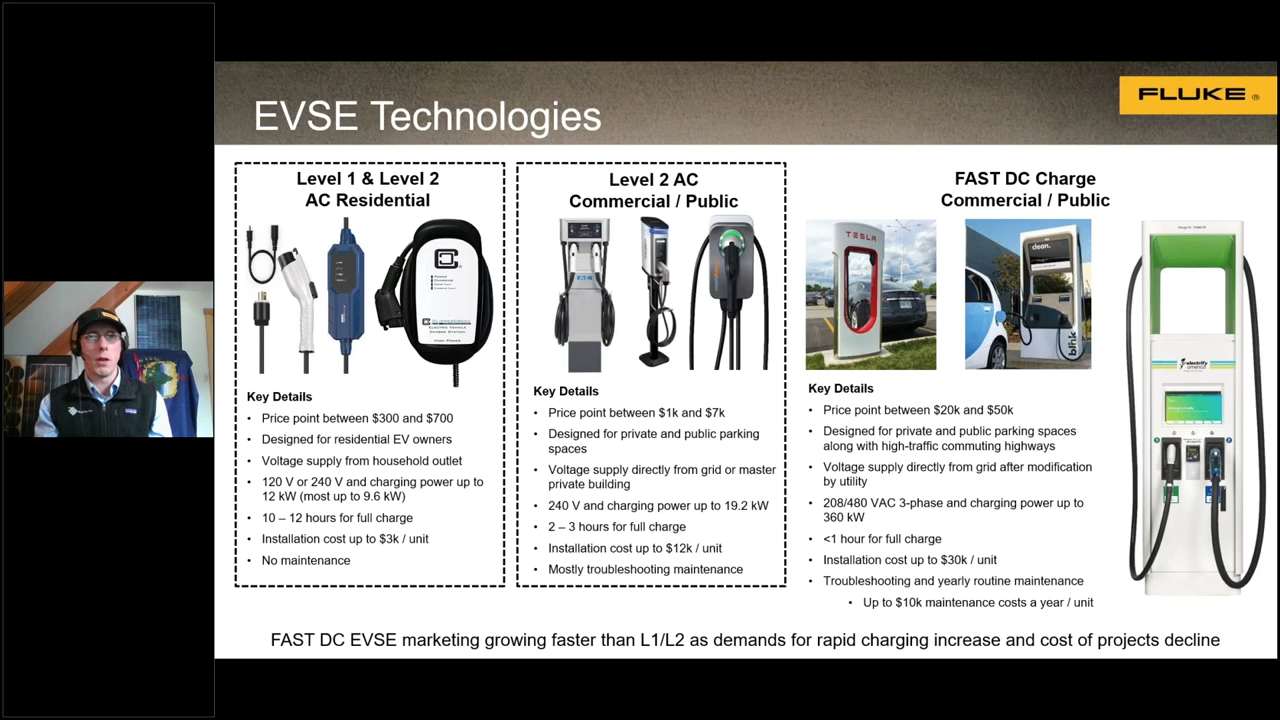 EVSE Technologies
FLUKE ®
Level 1 & Level 2
AC Residential
Key Details
• Price point between $300 and $700
• Designed for residential EV owners
• Voltage supply from household outlet
• 120 V or 240 V and charging power up to
12 kW (most up to 9.6 kW)
• 10 – 12 hours for full charge
• Installation cost up to $3k / unit
• No maintenance
Level 2 AC
Commercial / Public
E·T·N
Key Details
• Price point between $1k and $7k
• Designed for private and public parking
spaces
• Voltage supply directly from grid or master
private building
• 240 V and charging power up to 19.2 kW
• 2 – 3 hours for full charge
• Installation cost up to $12k / unit
• Mostly troubleshooting maintenance
FAST DC Charge
Commercial / Public
TESLA
clean.
blink
electrify
america
Key Details
• Price point between $20k and $50k
• Designed for private and public parking spaces
along with high-traffic commuting highways
• Voltage supply directly from grid after modification
by utility
• 208/480 VAC 3-phase and charging power up to
360 kW
• <1 hour for full charge
• Installation cost up to $30k / unit
• Troubleshooting and yearly routine maintenance
• Up to $10k maintenance costs a year / unit
FAST DC EVSE marketing growing faster than L1/L2 as demands for rapid charging increase and cost of projects decline